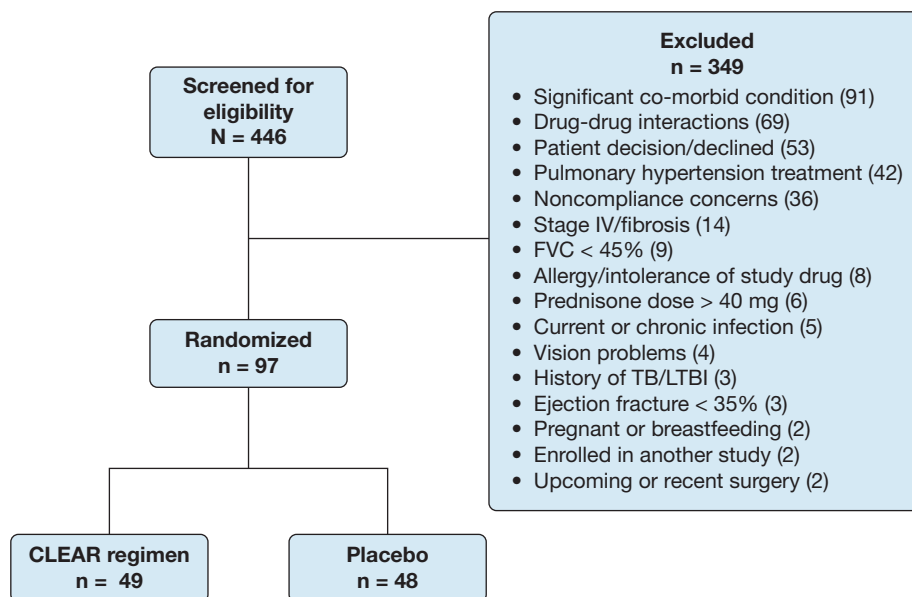 Screened for
eligibility
N = 446
Excluded
n = 349
• Significant co-morbid condition (91)
• Drug-drug interactions (69)
• Patient decision/declined (53)
• Pulmonary hypertension treatment (42)
• Noncompliance concerns (36)
• Stage IV/fibrosis (14)
• FVC < 45% (9)
• Allergy/intolerance of study drug (8)
• Prednisone dose > 40 mg (6)
• Current or chronic infection (5)
• Vision problems (4)
• History of TB/LTBI (3)
• Ejection fracture < 35% (3)
• Pregnant or breastfeeding (2)
• Enrolled in another study (2)
• Upcoming or recent surgery (2)
Randomized
n = 97
CLEAR regimen
n = 49
Placebo
n = 48